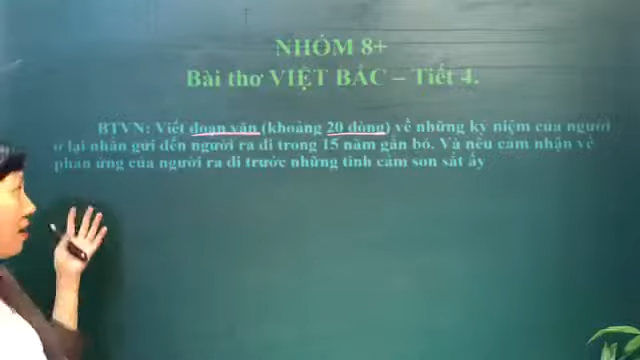 NHÓM 8+
Bài thơ VIỆT BẮC – Tiết 4.
BTVN: Viết đoạn văn (khoảng 20 dòng) về những kỷ niệm của người
ở lại nhắn gửi đến người ra đi trong 15 năm gắn bó. Và nêu cảm nhận về
phản ứng của người ra đi trước những tình cảm son sắt ấy